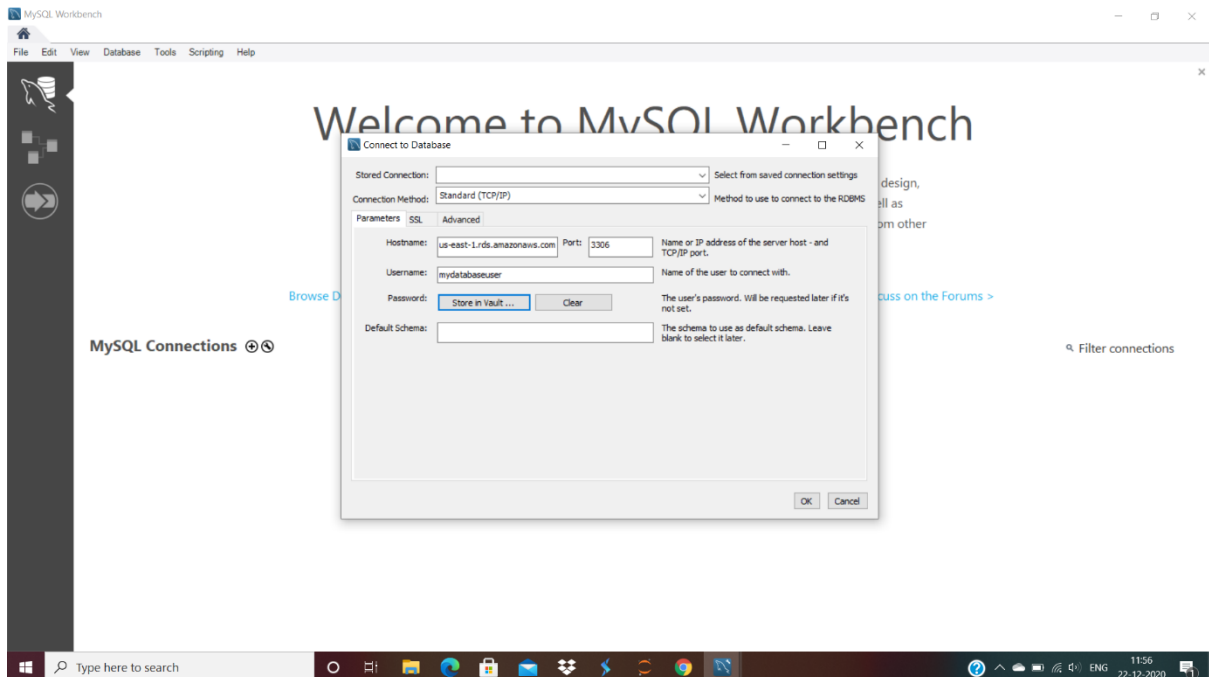 MySQL Workbench
File Edit View Database Tools Scripting Help
Welcome to MySQL Workbench
design,
ell as
om other
Browse D
cuss on the Forums >
MySQL Connections
Filter connections
Connect to Database
Stored Connection: Select from saved connection settings
Connection Method: Standard (TCP/IP) Method to use to connect to the RDBMS
Parameters SSL Advanced
Hostname: us-east-1.rds.amazonaws.com Port: 3306 Name or IP address of the server host - and
TCP/IP port.
Username: mydatabaseuser Name of the user to connect with.
Password: Store in Vault ... Clear The user's password. Will be requested later if it's
not set.
Default Schema: The schema to use as default schema. Leave
blank to select it later.
OK Cancel
Type here to search
ENG
11:56
22-12-2020
1